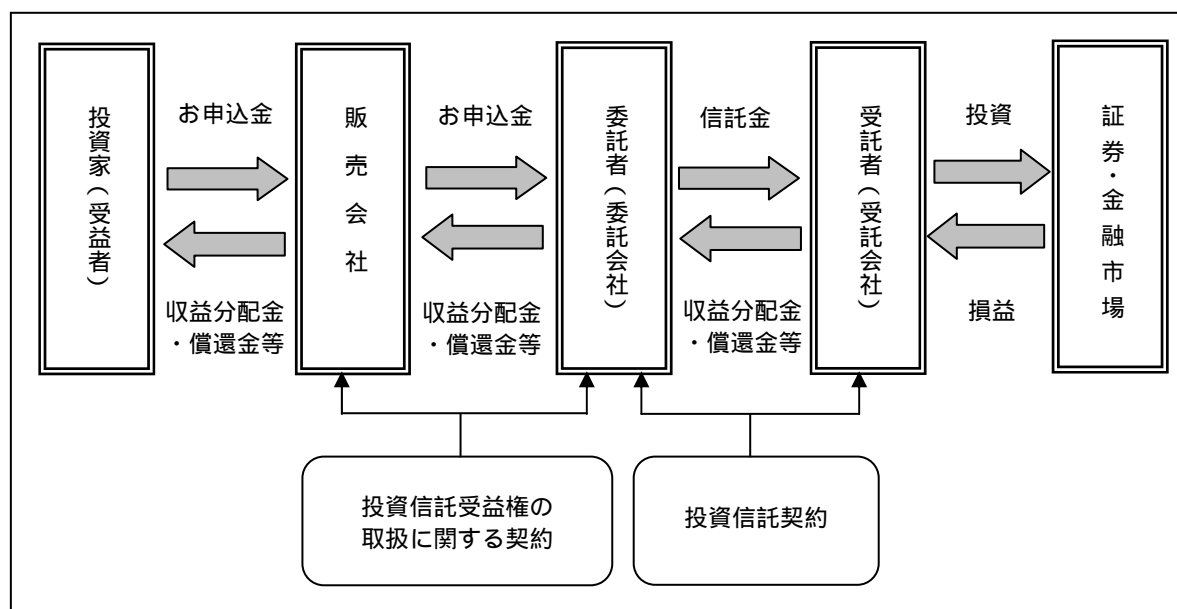 投資家(受益者)
お申込金
収益分配金
・償還金等
販売会社
お申込金
収益分配金
・償還金等
委託者(委託会社)
信託金
収益分配金
・償還金等
受託者(受託会社)
投資
損益
証券・金融市場
投資信託受益権の
取扱に関する契約
投資信託契約